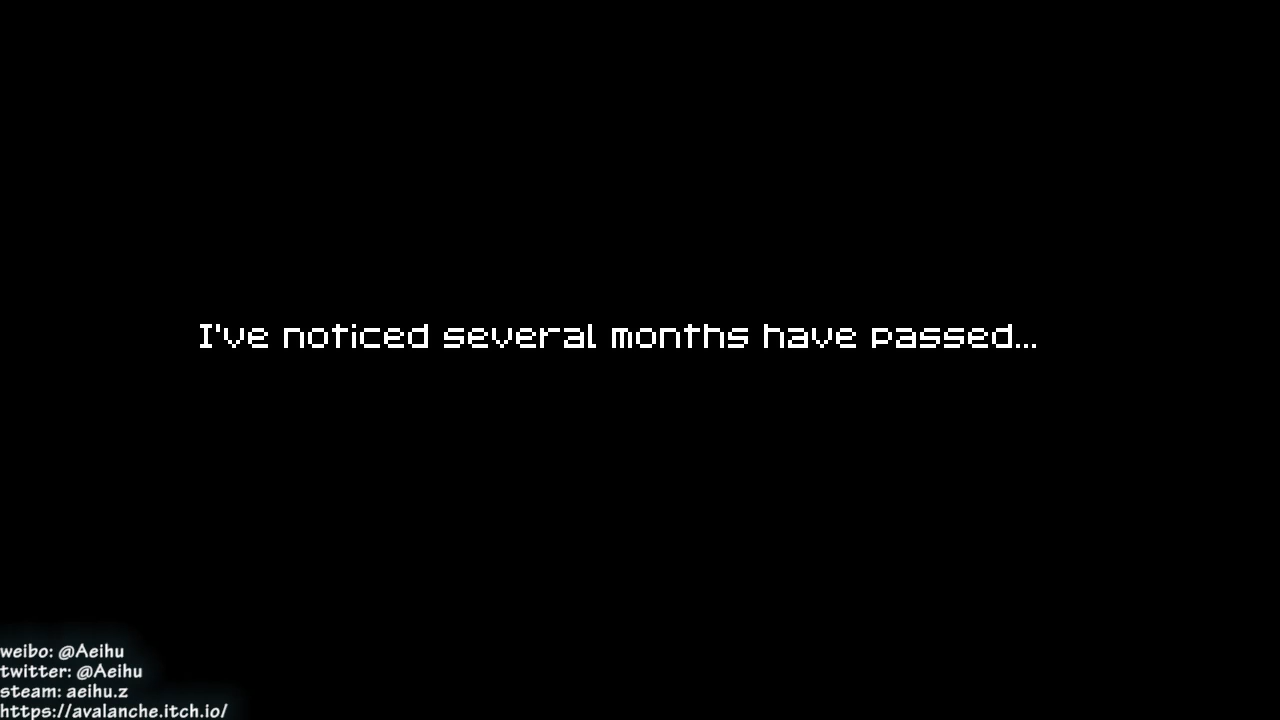 I've noticed several months have passed...
weibo: @Aeihu
twitter: @Aeihu
steam: aeihu.z
https://avalanche.itch.io/